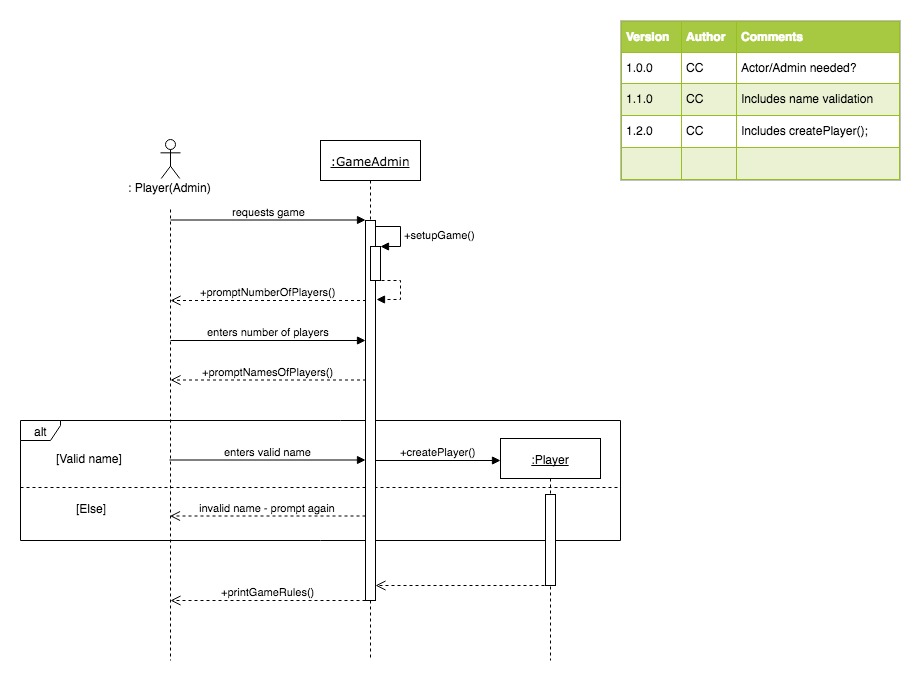 Version Author Comments
1.0.0 CC Actor/Admin needed?
1.1.0 CC Includes name validation
1.2.0 CC Includes createPlayer();
: Player(Admin)
:GameAdmin
requests game
+setupGame()
+promptNumberOfPlayers()
enters number of players
+promptNamesOfPlayers()
alt
[Valid name]
enters valid name
+createPlayer()
:Player
[Else]
invalid name - prompt again
+printGameRules()